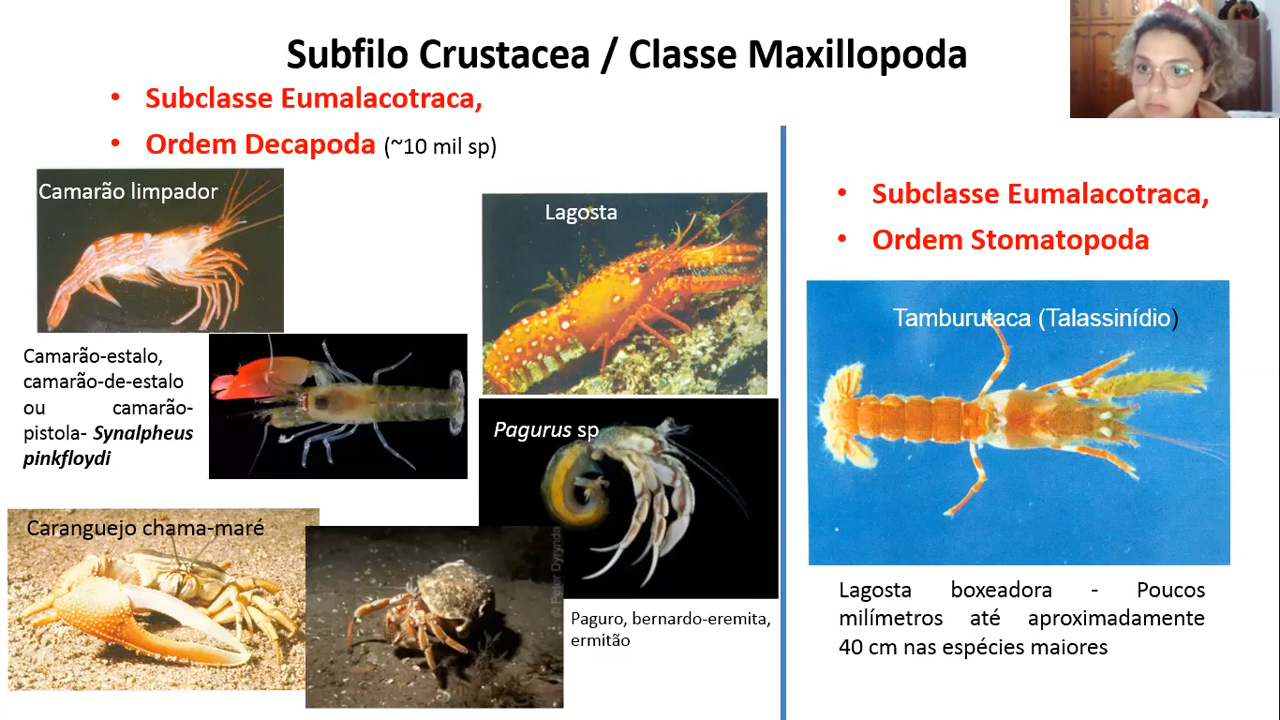 Subfilo Crustacea / Classe Maxillopoda
• Subclasse Eumalacotraca,
• Ordem Decapoda (~10 mil sp)
Camarão limpador
Lagosta
Camarão-estalo,
camarão-de-estalo
ou camarão-
pistola- Synalpheus
pinkfloydi
Pagurus sp
Caranguejo chama-maré
© Peter Dyrynda
Paguro, bernardo-eremita,
ermitão
• Subclasse Eumalacotraca,
• Ordem Stomatopoda
Tamburutaca (Talassinídio)
Lagosta boxeadora - Poucos
milímetros até aproximadamente
40 cm nas espécies maiores